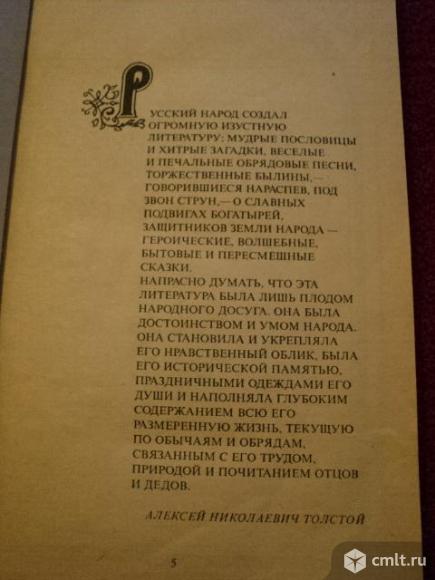 РУССКИЙ НАРОД СОЗДАЛ
ОГРОМНУЮ ИЗУСТНУЮ
ЛИТЕРАТУРУ: МУДРЫЕ ПОСЛОВИЦЫ
И ХИТРЫЕ ЗАГАДКИ, ВЕСЕЛЫЕ
И ПЕЧАЛЬНЫЕ ОБРЯДОВЫЕ ПЕСНИ,
ТОРЖЕСТВЕННЫЕ БЫЛИНЫ,—
ГОВОРИВШИЕСЯ НАРАСПЕВ, ПОД
ЗВОН СТРУН,— О СЛАВНЫХ
ПОДВИГАХ БОГАТЫРЕЙ,
ЗАЩИТНИКОВ ЗЕМЛИ НАРОДА —
ГЕРОИЧЕСКИЕ, ВОЛШЕБНЫЕ,
БЫТОВЫЕ И ПЕРЕСМЕШНЫЕ
СКАЗКИ.
НАПРАСНО ДУМАТЬ, ЧТО ЭТА
ЛИТЕРАТУРА БЫЛА ЛИШЬ ПЛОДОМ
НАРОДНОГО ДОСУГА. ОНА БЫЛА
ДОСТОИНСТВОМ И УМОМ НАРОДА.
ОНА СТАНОВИЛА И УКРЕПЛЯЛА
ЕГО НРАВСТВЕННЫЙ ОБЛИК, БЫЛА
ЕГО ИСТОРИЧЕСКОЙ ПАМЯТЬЮ,
ПРАЗДНИЧНЫМИ ОДЕЖДАМИ ЕГО
ДУШИ И НАПОЛНЯЛА ГЛУБОКИМ
СОДЕРЖАНИЕМ ВСЮ ЕГО
РАЗМЕРЕННУЮ ЖИЗНЬ, ТЕКУЩУЮ
ПО ОБЫЧАЯМ И ОБРЯДАМ,
СВЯЗАННЫМ С ЕГО ТРУДОМ,
ПРИРОДОЙ И ПОЧИТАНИЕМ ОТЦОВ
И ДЕДОВ.
АЛЕКСЕЙ НИКОЛАЕВИЧ ТОЛСТОЙ
5
cmlt.ru